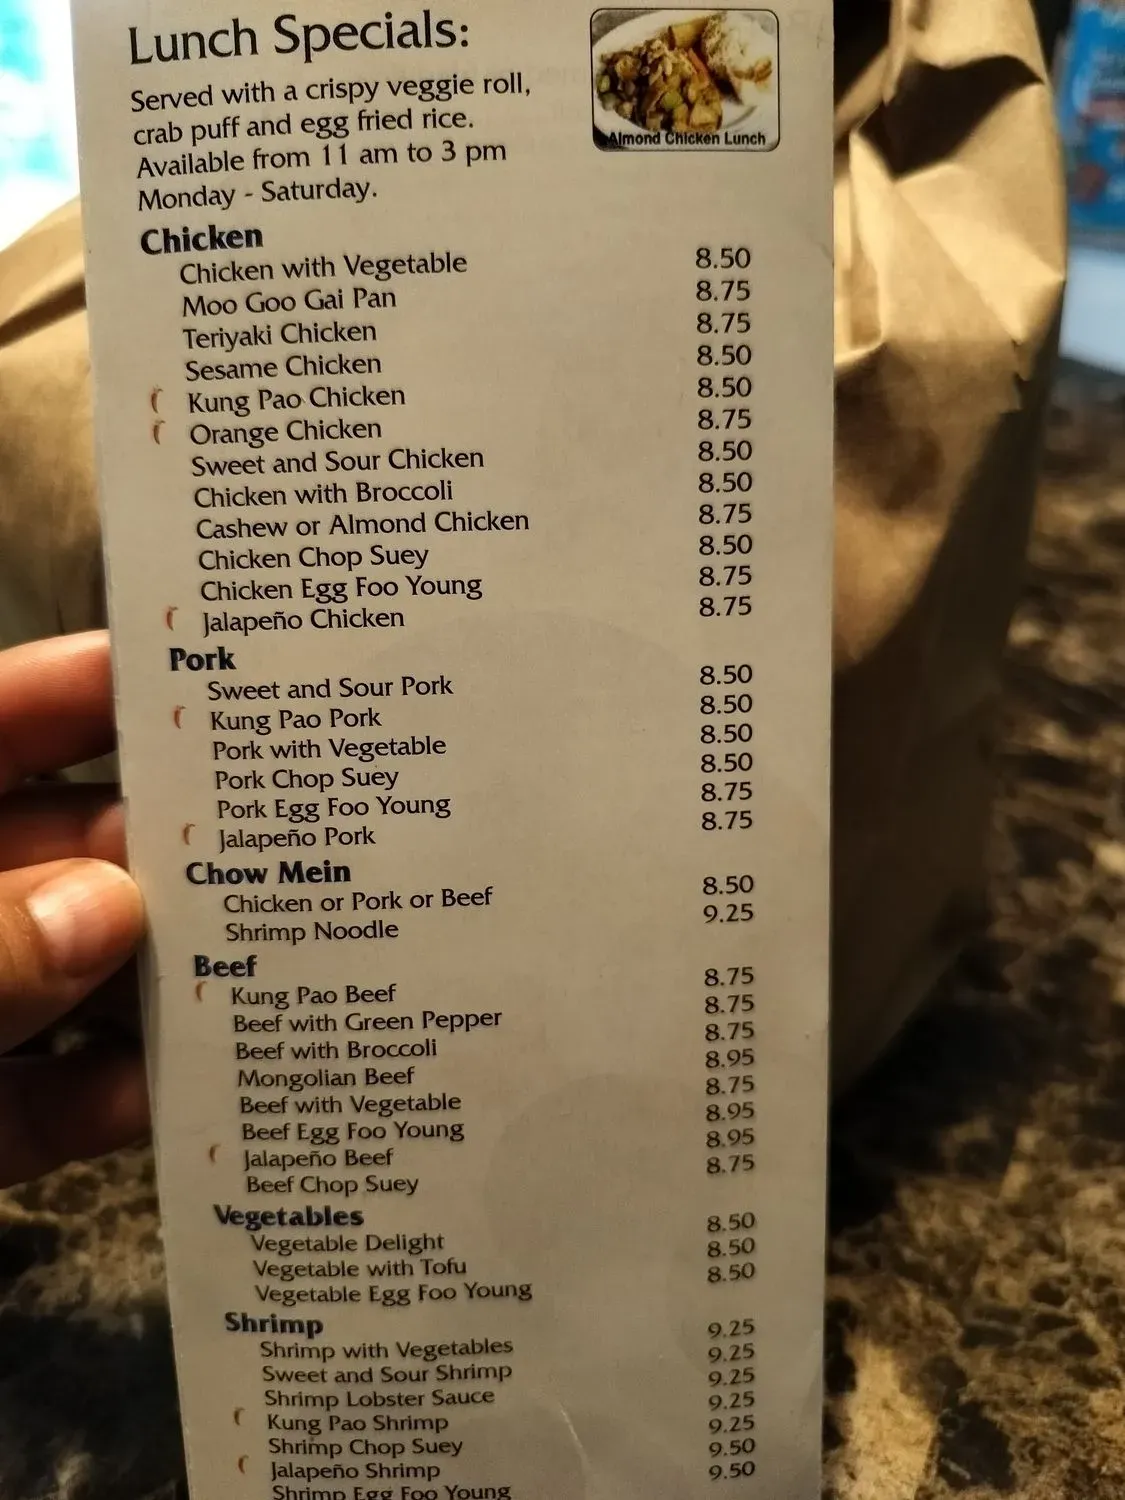 Lunch Specials:
Served with a crispy veggie roll,
crab puff and egg fried rice.
Available from 11 am to 3 pm
Monday - Saturday.
Almond Chicken Lunch
Chicken
Chicken with Vegetable 8.50
Moo Goo Gai Pan 8.75
Teriyaki Chicken 8.75
Sesame Chicken 8.50
Kung Pao Chicken 8.50
Orange Chicken 8.75
Sweet and Sour Chicken 8.50
Chicken with Broccoli 8.50
Cashew or Almond Chicken 8.75
Chicken Chop Suey 8.50
Chicken Egg Foo Young 8.75
Jalapeño Chicken 8.75
Pork
Sweet and Sour Pork 8.50
Kung Pao Pork 8.50
Pork with Vegetable 8.50
Pork Chop Suey 8.50
Pork Egg Foo Young 8.75
Jalapeño Pork 8.75
Chow Mein
Chicken or Pork or Beef 8.50
Shrimp Noodle 9.25
Beef
Kung Pao Beef 8.75
Beef with Green Pepper 8.75
Beef with Broccoli 8.75
Mongolian Beef 8.95
Beef with Vegetable 8.75
Beef Egg Foo Young 8.95
Jalapeño Beef 8.95
Beef Chop Suey 8.75
Vegetables
Vegetable Delight 8.50
Vegetable with Tofu 8.50
Vegetable Egg Foo Young 8.50
Shrimp
Shrimp with Vegetables 9.25
Sweet and Sour Shrimp 9.25
Shrimp Lobster Sauce 9.25
Kung Pao Shrimp 9.25
Shrimp Chop Suey 9.25
Jalapeño Shrimp 9.50
Shrimp Egg Foo Young 9.50